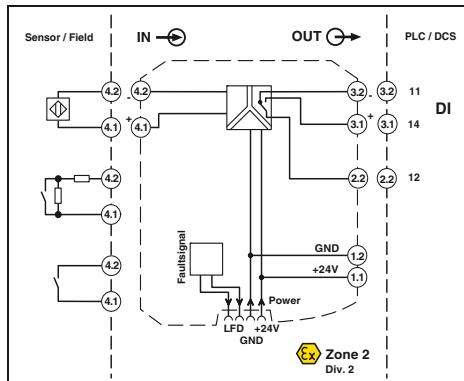 Sensor / Field
IN
OUT
PLC / DCS
4.2 - 4.2 3.2 - 3.2 11
DI
4.1 + 4.1 3.1 + 3.1 14
4.2 2.2 2.2 12
4.1
Faultsignal
GND 1.2
4.2
+24V 1.1
4.1
Power
LFD +24V
GND
Ex Zone 2
Div. 2